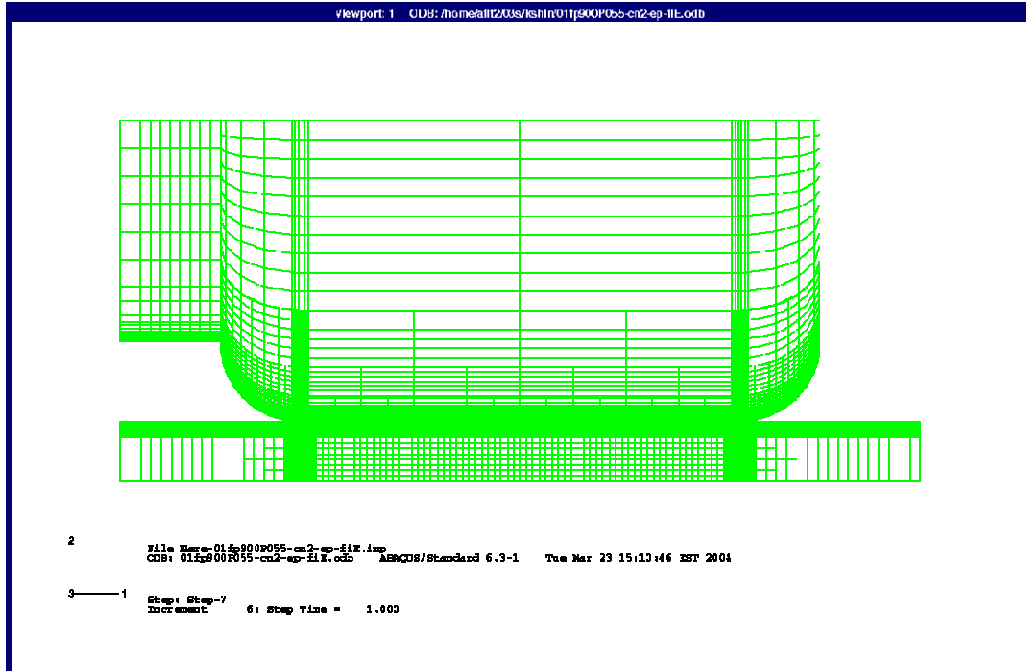 Viewport: 1 ODB: /home/afit2/03s/kshin/01fp900P055-cn2-ep-fiE.odb
2
File Name-01fp900P055-cn2-ep-fiE.inp
ODB: 01fp900P055-cn2-ep-fiE.odb ABAQUS/Standard 6.3-1 Tue Mar 23 15:13:46 EST 2004
3 1
Step: Step-7
Increment 6: Step Time = 1.000